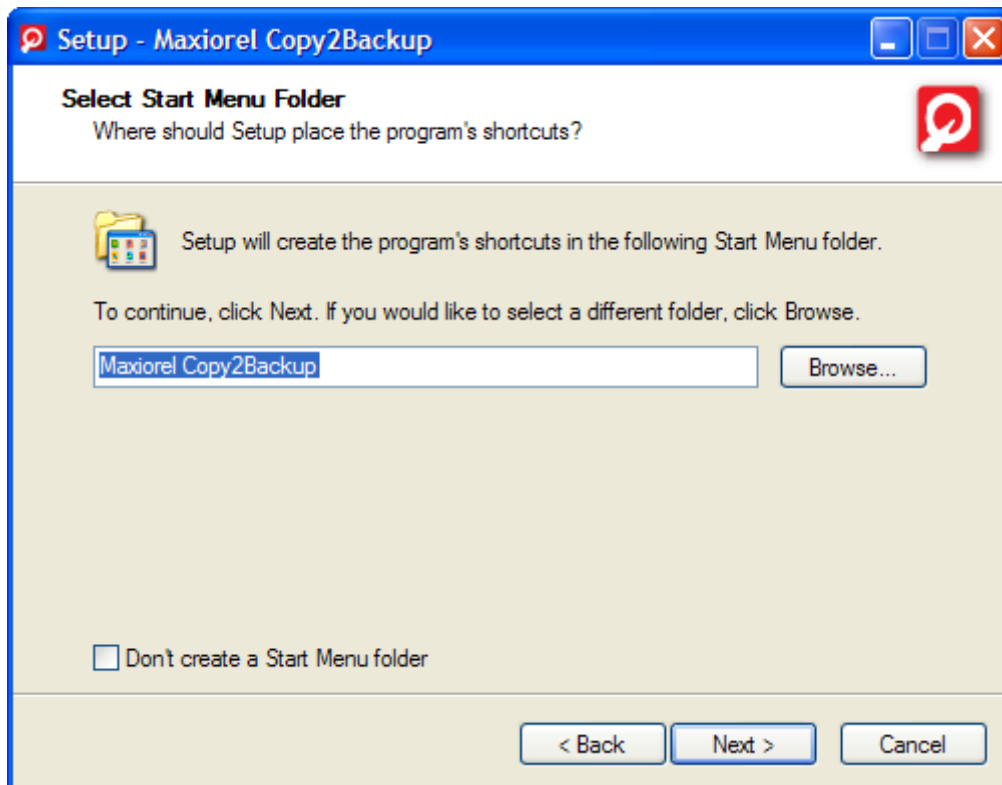 Setup - Maxiorel Copy2Backup
Select Start Menu Folder
Where should Setup place the program's shortcuts?
Setup will create the program's shortcuts in the following Start Menu folder.
To continue, click Next. If you would like to select a different folder, click Browse.
Maxiorel Copy2Backup
Browse...
Don't create a Start Menu folder
< Back
Next >
Cancel